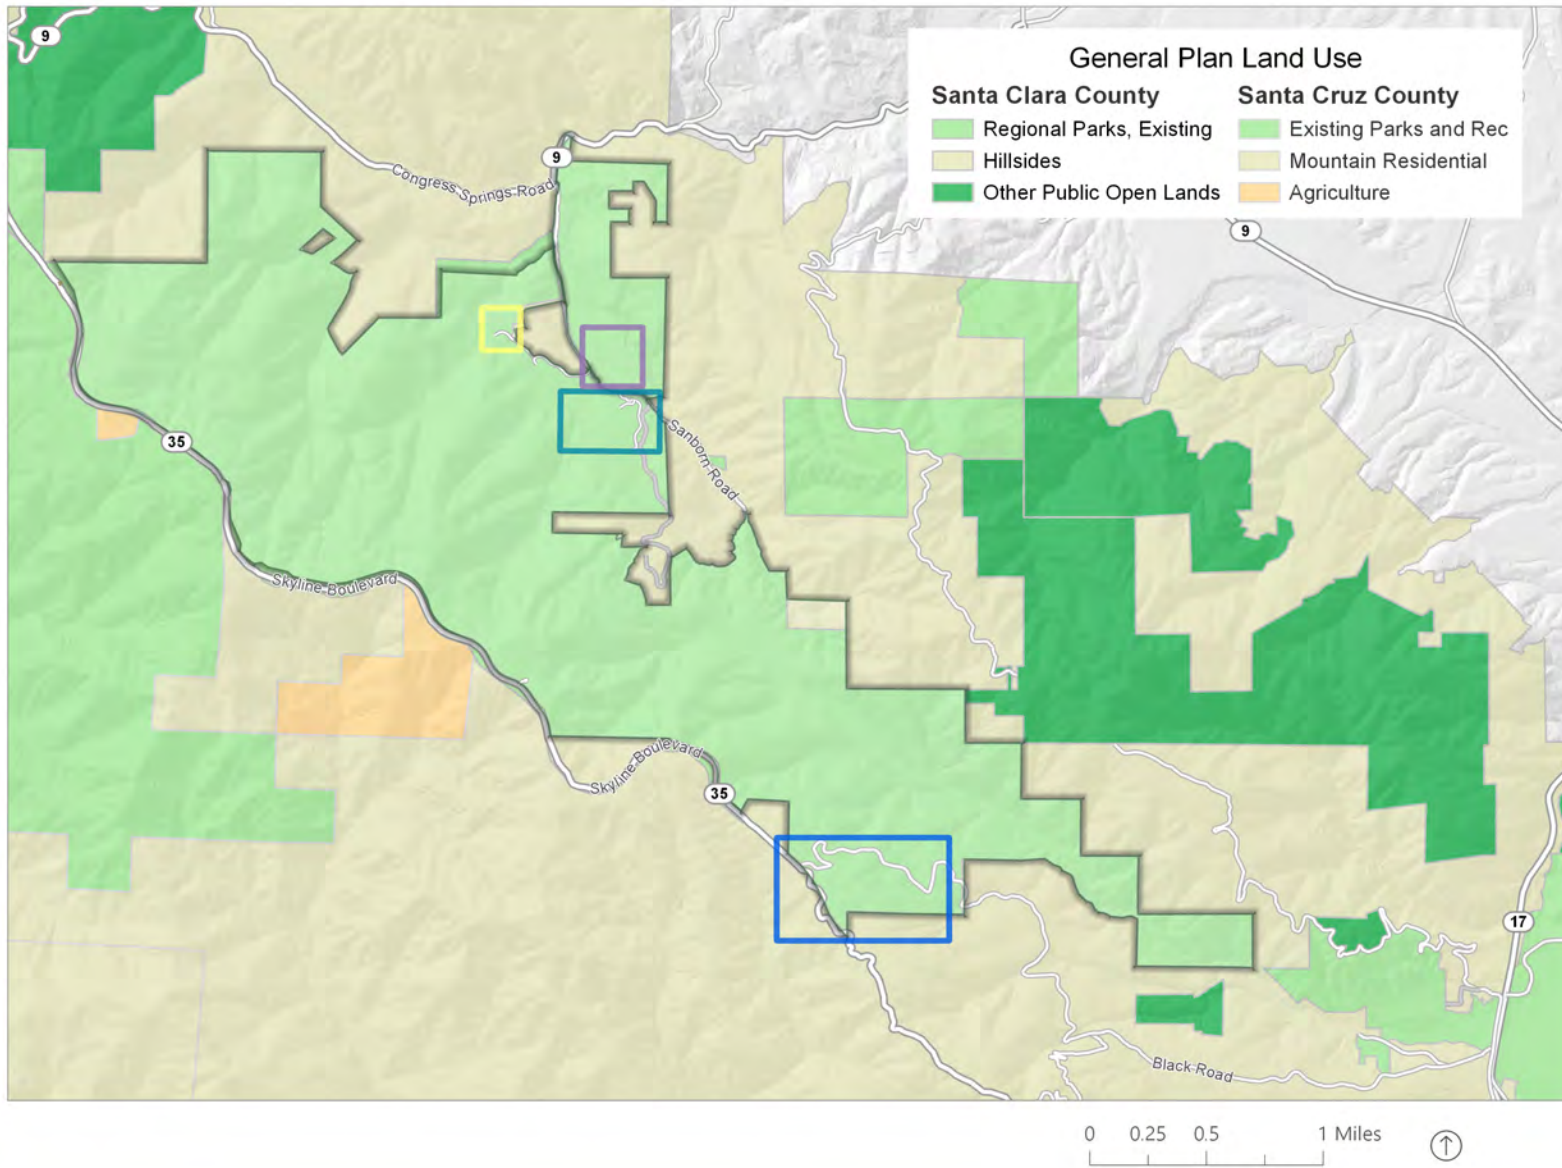 General Plan Land Use
Santa Clara County
Santa Cruz County
Regional Parks, Existing
Existing Parks and Rec
Hillsides
Mountain Residential
Other Public Open Lands
Agriculture
9
9
Congress Springs Road
9
35
Sanborn Road
Skyline Boulevard
Skyline Boulevard
35
17
Black Road
0 0.25 0.5 1 Miles